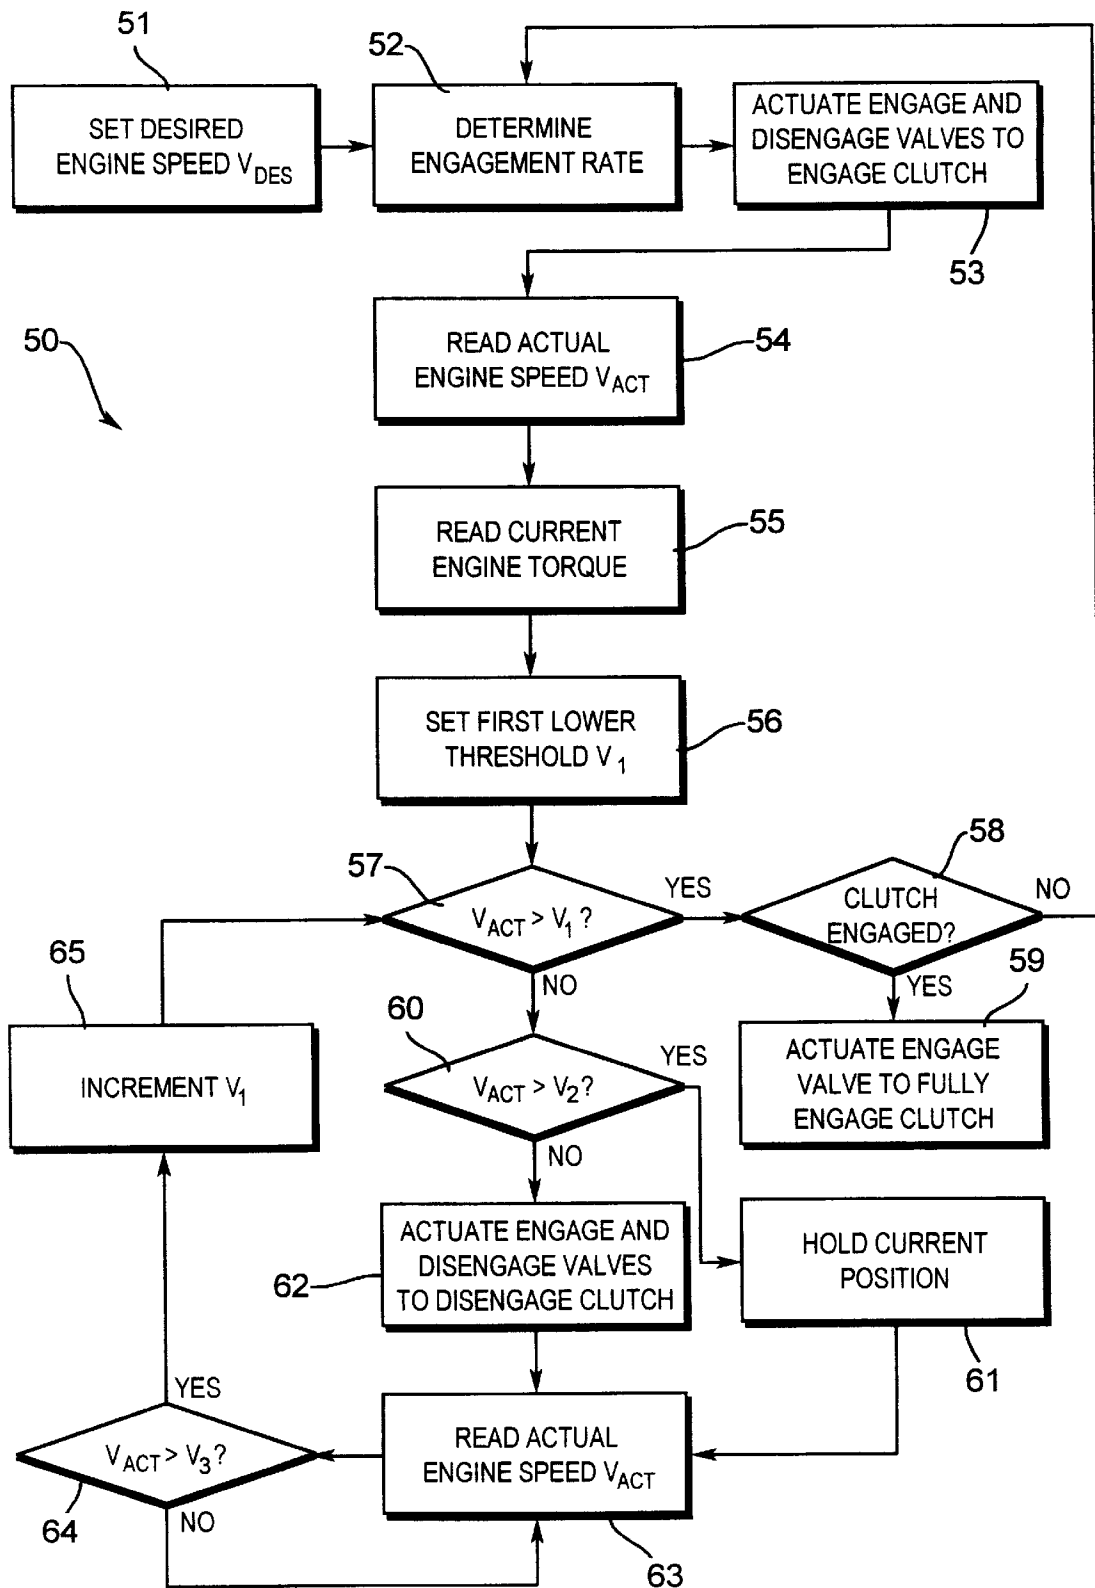 51
SET DESIRED
ENGINE SPEED V_DES
52
DETERMINE
ENGAGEMENT RATE
ACTUATE ENGAGE AND
DISENGAGE VALVES TO
ENGAGE CLUTCH
53
50
READ ACTUAL
ENGINE SPEED V_ACT
54
READ CURRENT
ENGINE TORQUE
55
SET FIRST LOWER
THRESHOLD V_1
56
57
V_ACT > V_1 ?
YES
NO
58
CLUTCH
ENGAGED?
NO
YES
59
ACTUATE ENGAGE
VALVE TO FULLY
ENGAGE CLUTCH
65
INCREMENT V_1
60
V_ACT > V_2 ?
YES
NO
ACTUATE ENGAGE AND
DISENGAGE VALVES
TO DISENGAGE CLUTCH
62
HOLD CURRENT
POSITION
61
READ ACTUAL
ENGINE SPEED V_ACT
63
YES
V_ACT > V_3 ?
NO
64